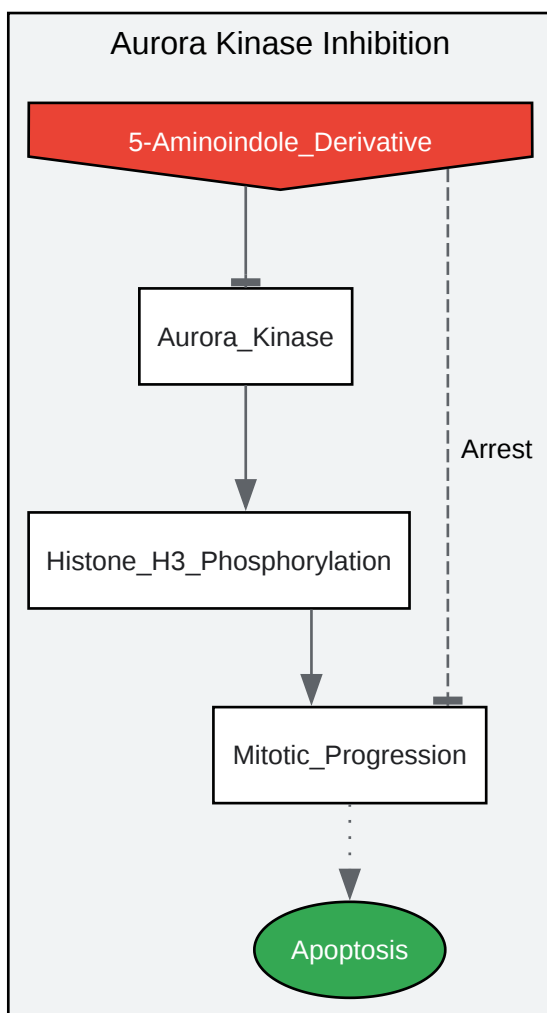 Aurora Kinase Inhibition
5-Aminoindole_Derivative
Aurora_Kinase
Arrest
Histone_H3_Phosphorylation
Mitotic_Progression
Apoptosis